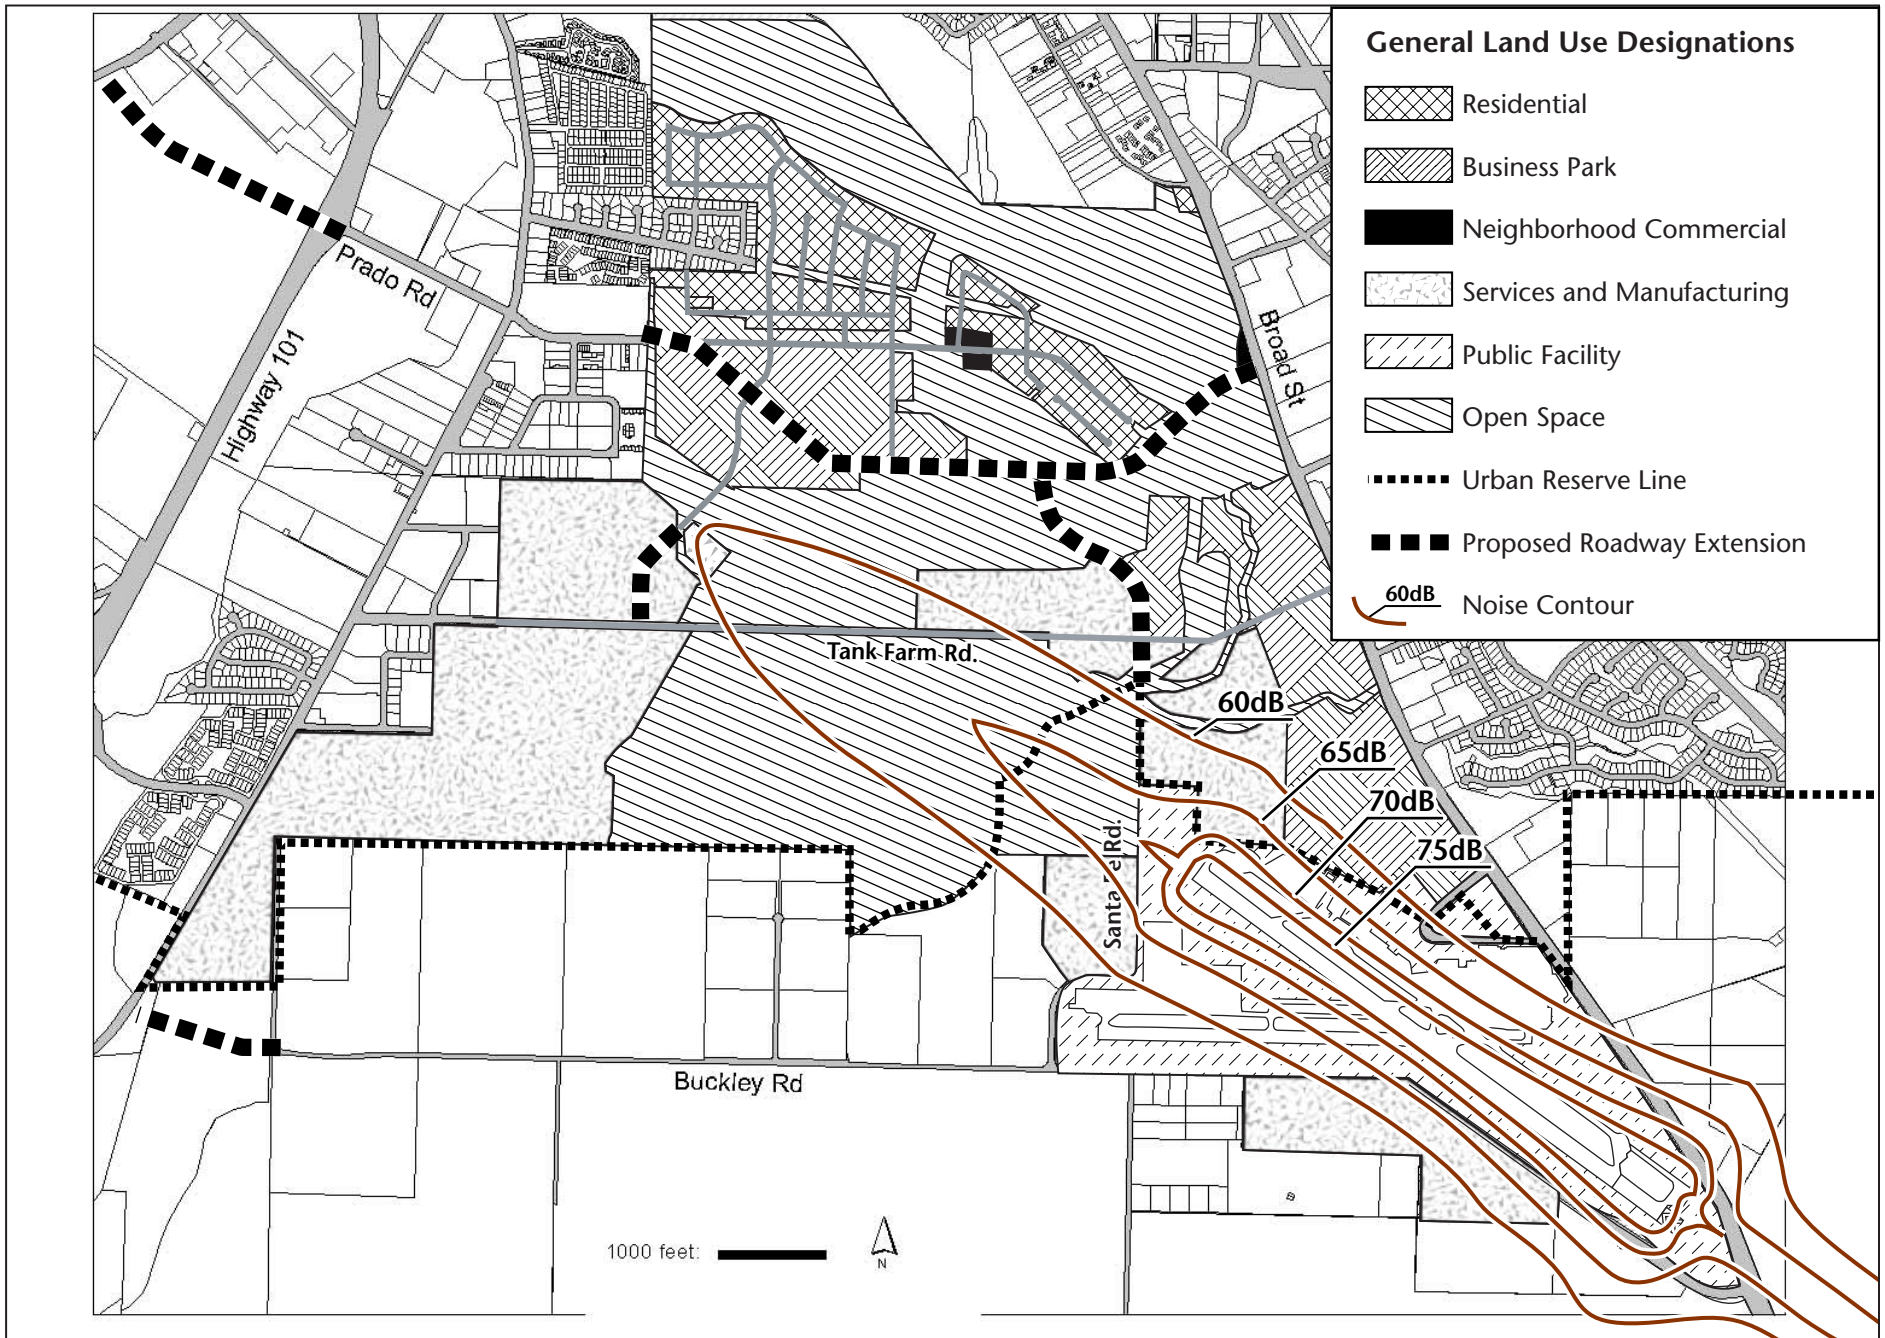 General Land Use Designations
Residential
Business Park
Neighborhood Commercial
Services and Manufacturing
Public Facility
Open Space
Urban Reserve Line
Proposed Roadway Extension
60dB
Noise Contour
Prado Rd
Highway 101
Broad St
Tank Farm Rd.
60dB
65dB
70dB
75dB
Santa Fe Rd.
Buckley Rd
1000 feet:
N